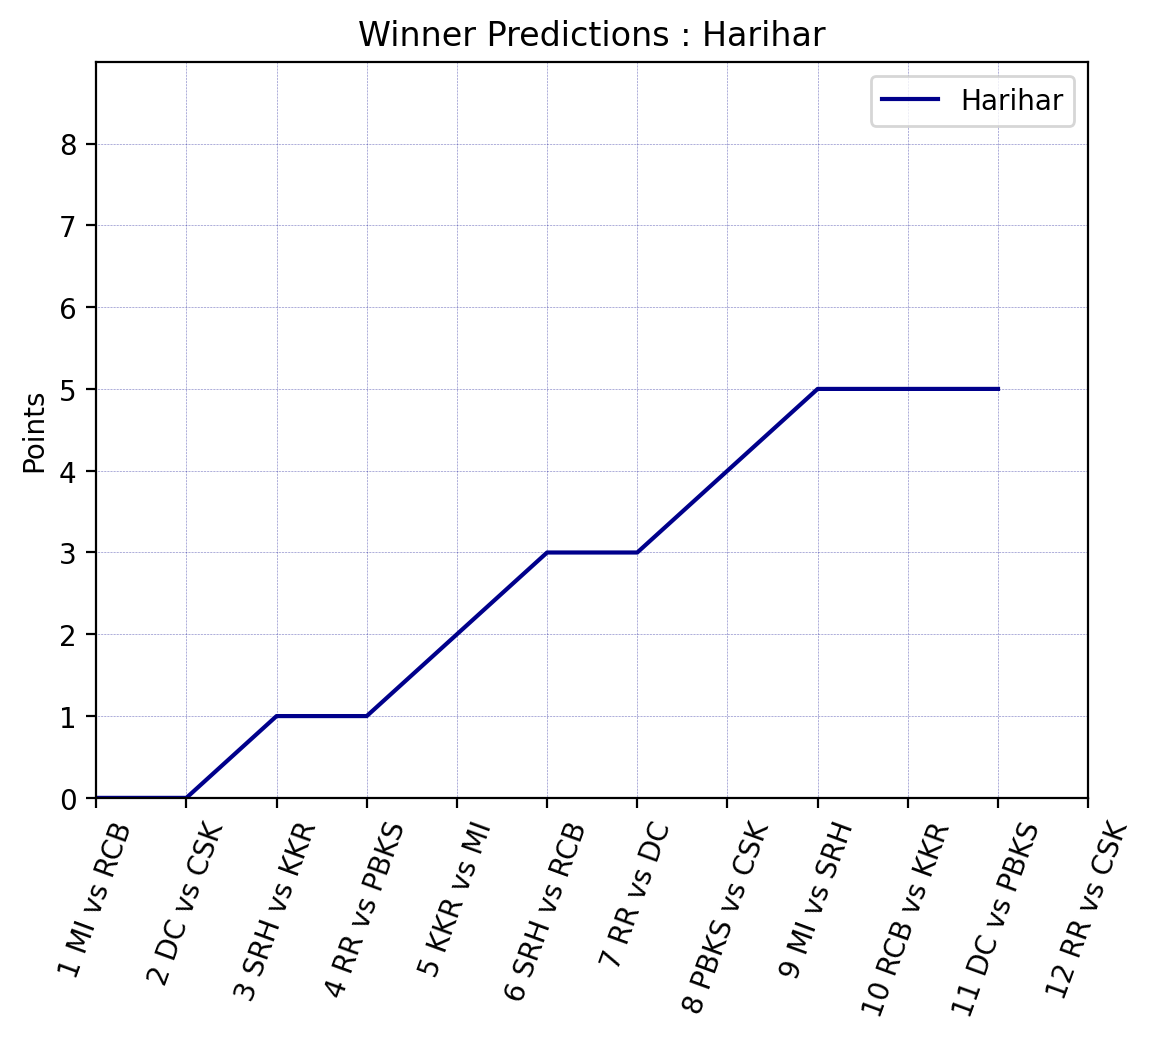 Winner Predictions : Harihar
Harihar
8
7
6
5
4
3
2
1
0
Points
1 MI vs RCB
2 DC vs CSK
3 SRH vs KKR
4 RR vs PBKS
5 KKR vs MI
6 SRH vs RCB
7 RR vs DC
8 PBKS vs CSK
9 MI vs SRH
10 RCB vs KKR
11 DC vs PBKS
12 RR vs CSK